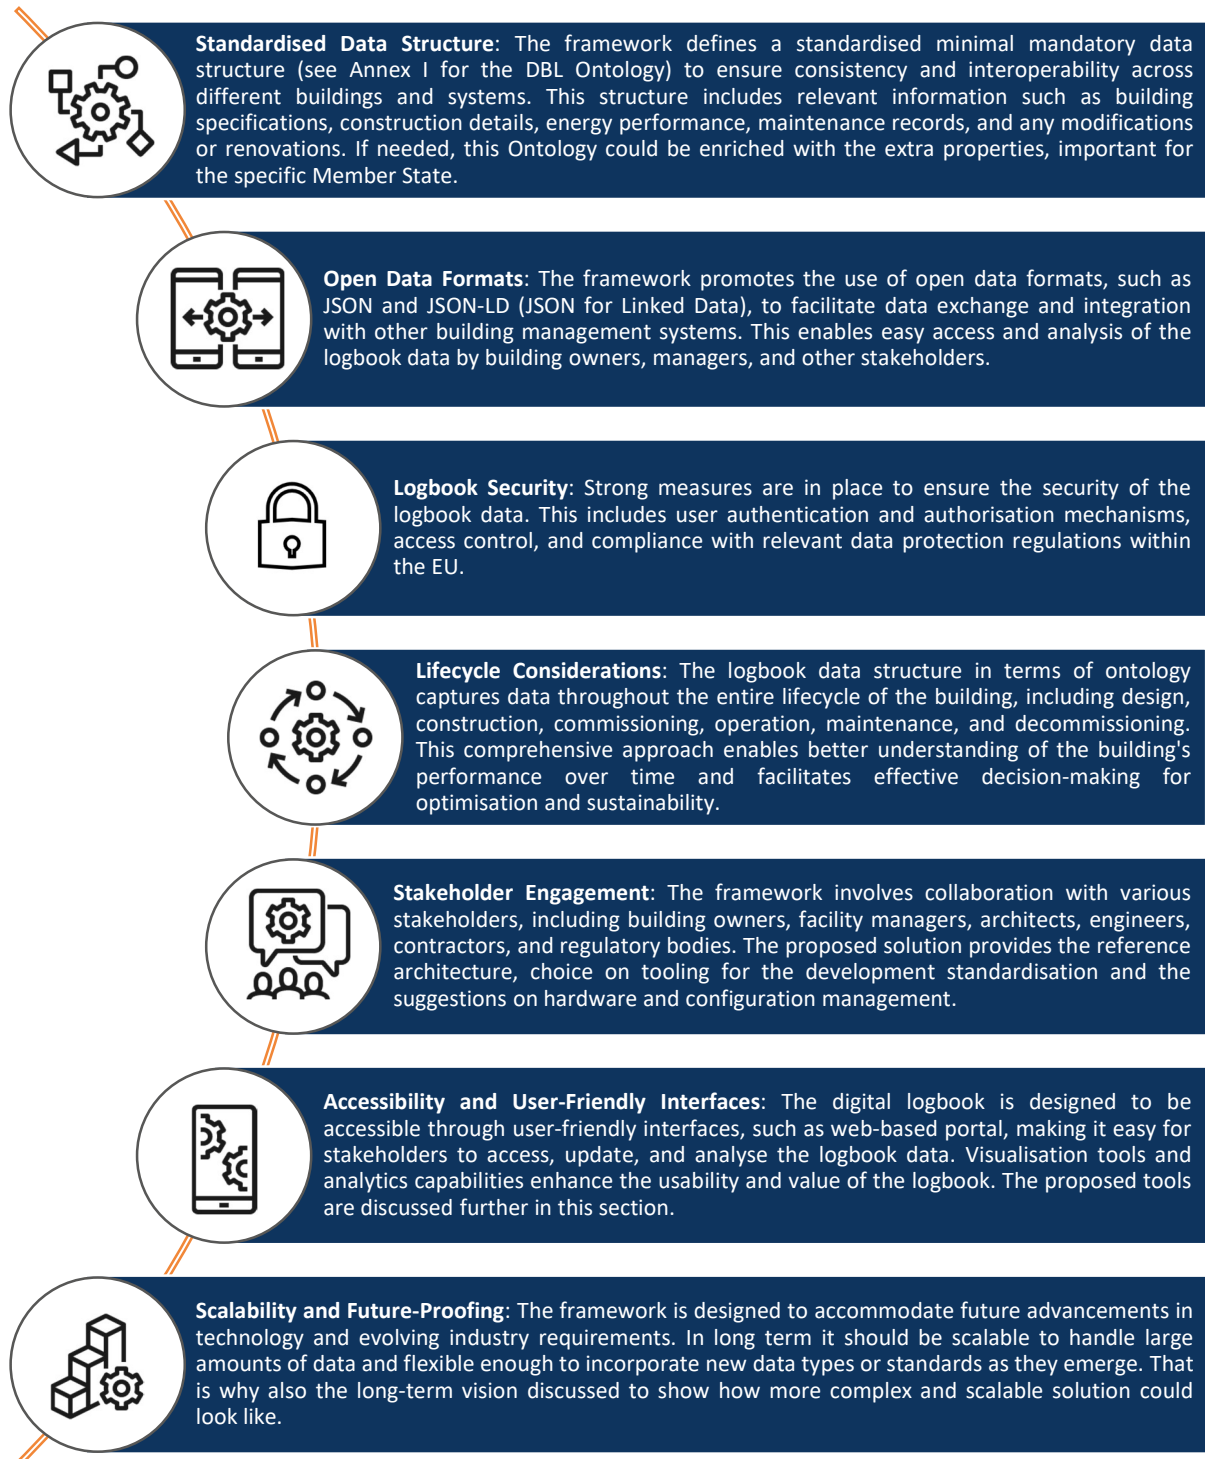 Standardised Data Structure: The framework defines a standardised minimal mandatory data
structure (see Annex I for the DBL Ontology) to ensure consistency and interoperability across
different buildings and systems. This structure includes relevant information such as building
specifications, construction details, energy performance, maintenance records, and any modifications
or renovations. If needed, this Ontology could be enriched with the extra properties, important for
the specific Member State.
Open Data Formats: The framework promotes the use of open data formats, such as
JSON and JSON-LD (JSON for Linked Data), to facilitate data exchange and integration
with other building management systems. This enables easy access and analysis of the
logbook data by building owners, managers, and other stakeholders.
Logbook Security: Strong measures are in place to ensure the security of the
logbook data. This includes user authentication and authorisation mechanisms,
access control, and compliance with relevant data protection regulations within
the EU.
Lifecycle Considerations: The logbook data structure in terms of ontology
captures data throughout the entire lifecycle of the building, including design,
construction, commissioning, operation, maintenance, and decommissioning.
This comprehensive approach enables better understanding of the building's
performance over time and facilitates effective decision-making for
optimisation and sustainability.
Stakeholder Engagement: The framework involves collaboration with various
stakeholders, including building owners, facility managers, architects, engineers,
contractors, and regulatory bodies. The proposed solution provides the reference
architecture, choice on tooling for the development standardisation and the
suggestions on hardware and configuration management.
Accessibility and User-Friendly Interfaces: The digital logbook is designed to be
accessible through user-friendly interfaces, such as web-based portal, making it easy for
stakeholders to access, update, and analyse the logbook data. Visualisation tools and
analytics capabilities enhance the usability and value of the logbook. The proposed tools
are discussed further in this section.
Scalability and Future-Proofing: The framework is designed to accommodate future advancements in
technology and evolving industry requirements. In long term it should be scalable to handle large
amounts of data and flexible enough to incorporate new data types or standards as they emerge. That
is why also the long-term vision discussed to show how more complex and scalable solution could
look like.